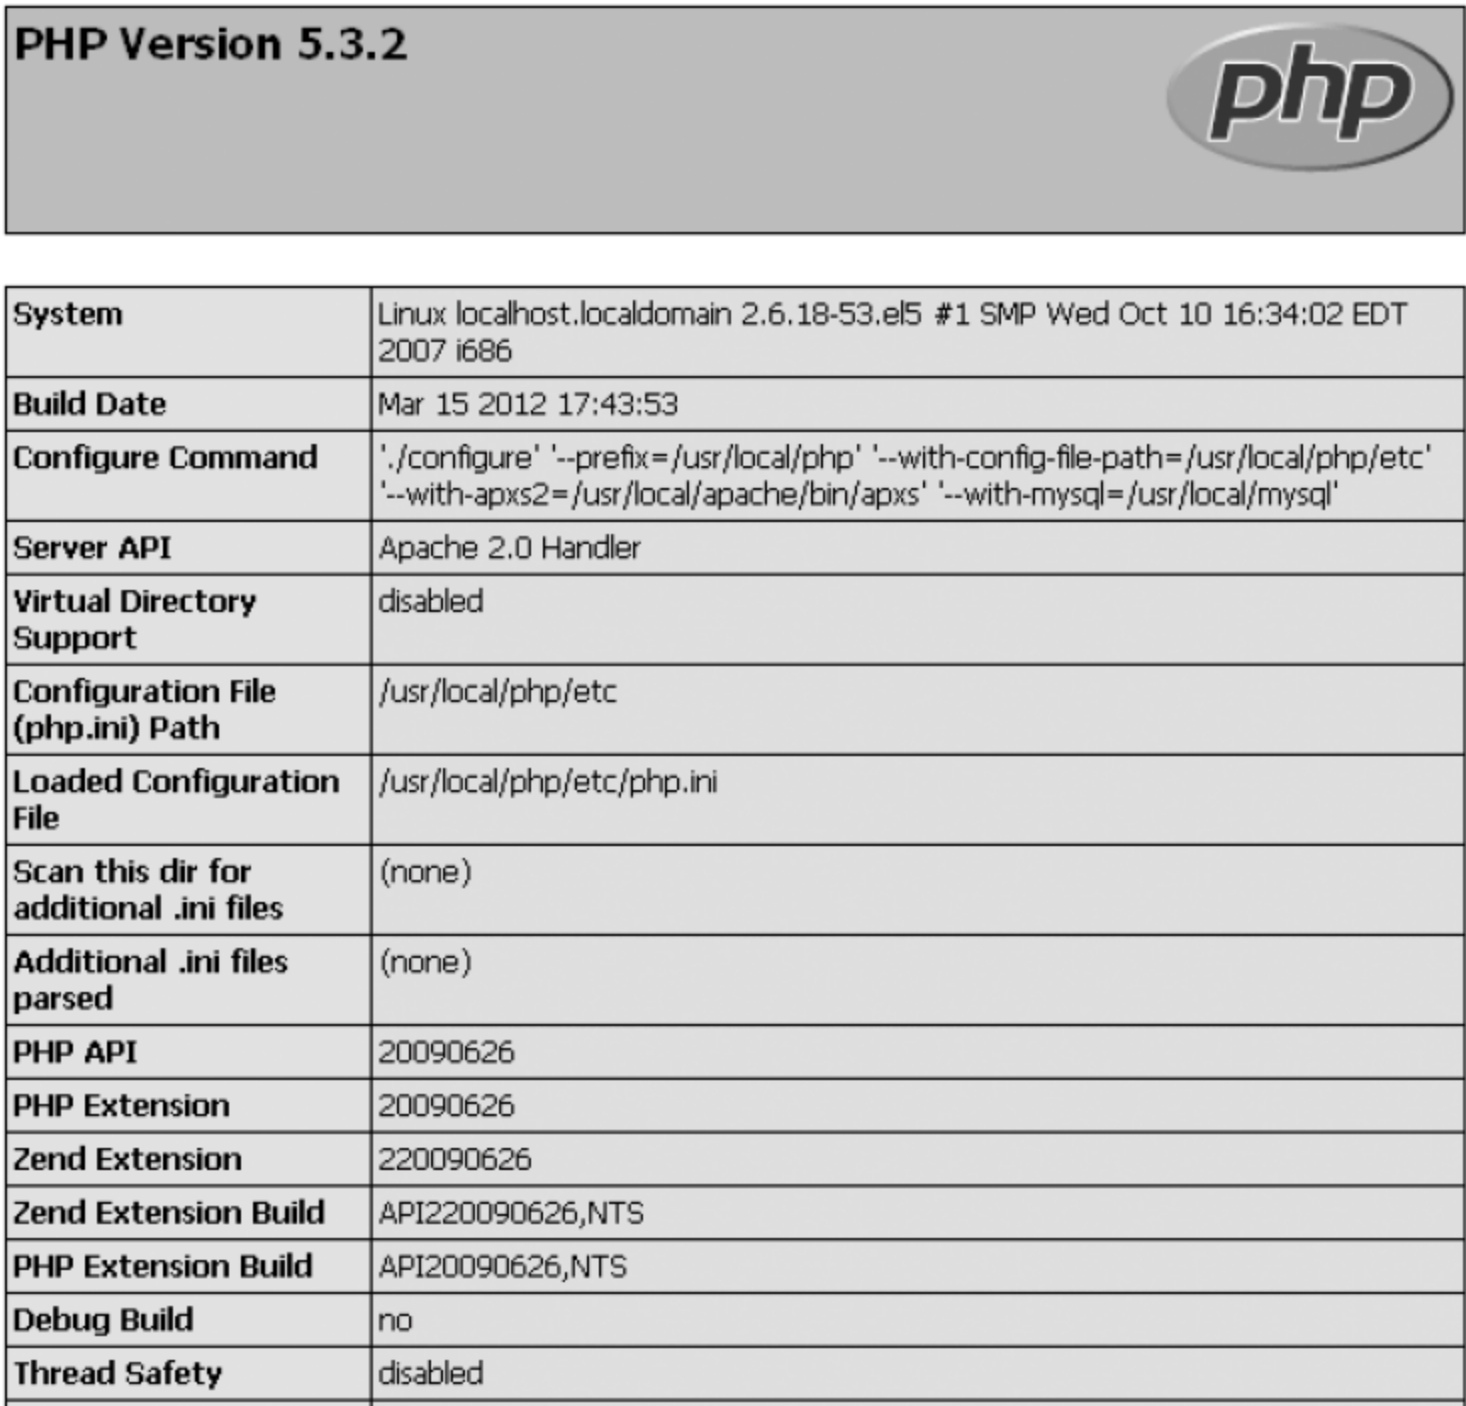 PHP Version 5.3.2
php
System
Linux localhost.localdomain 2.6.18-53.el5 #1 SMP Wed Oct 10 16:34:02 EDT
2007 i686
Build Date
Mar 15 2012 17:43:53
Configure Command
'./configure' '--prefix=/usr/local/php' '--with-config-file-path=/usr/local/php/etc'
'--with-apxs2=/usr/local/apache/bin/apxs' '--with-mysql=/usr/local/mysql'
Server API
Apache 2.0 Handler
Virtual Directory
Support
disabled
Configuration File
(php.ini) Path
/usr/local/php/etc
Loaded Configuration
File
/usr/local/php/etc/php.ini
Scan this dir for
additional .ini files
(none)
Additional .ini files
parsed
(none)
PHP API
20090626
PHP Extension
20090626
Zend Extension
220090626
Zend Extension Build
API220090626,NTS
PHP Extension Build
API20090626,NTS
Debug Build
no
Thread Safety
disabled